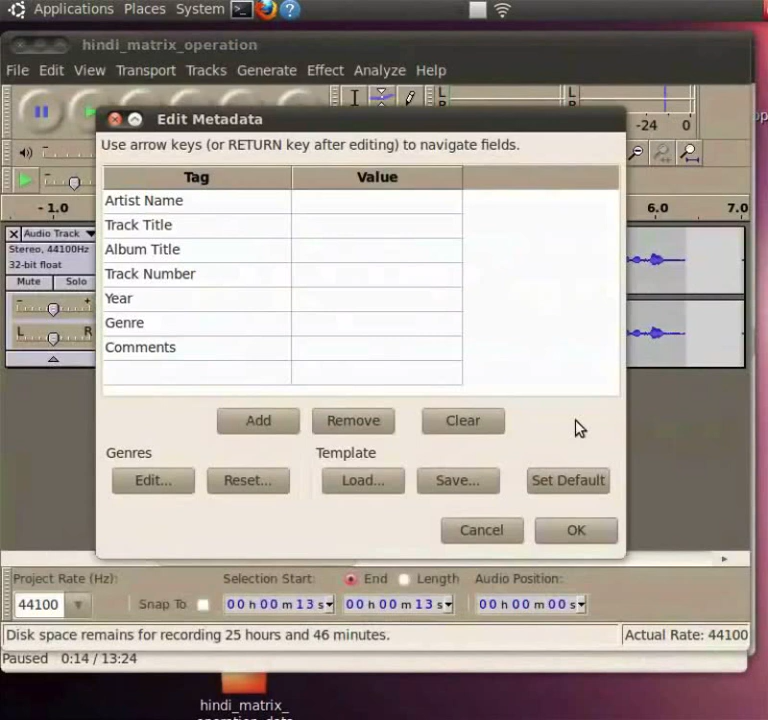 Applications Places System
hindi_matrix_operation
File Edit View Transport Tracks Generate Effect Analyze Help
L L
-24 0
Edit Metadata
Use arrow keys (or RETURN key after editing) to navigate fields.
Tag Value
- 1.0 6.0 7.0
Artist Name
Track Title
Album Title
Track Number
Year
Genre
Comments
X Audio Track
Stereo, 44100Hz
32-bit float
Mute Solo
- +
L R
Add Remove Clear
Genres Template
Edit... Reset... Load... Save... Set Default
Cancel OK
Project Rate (Hz): Selection Start: End Length Audio Position:
44100 Snap To 00 h 00 m 13 s 00 h 00 m 13 s 00 h 00 m 00 s
Disk space remains for recording 25 hours and 46 minutes. Actual Rate: 44100
Paused 0:14 / 13:24
hindi_matrix_